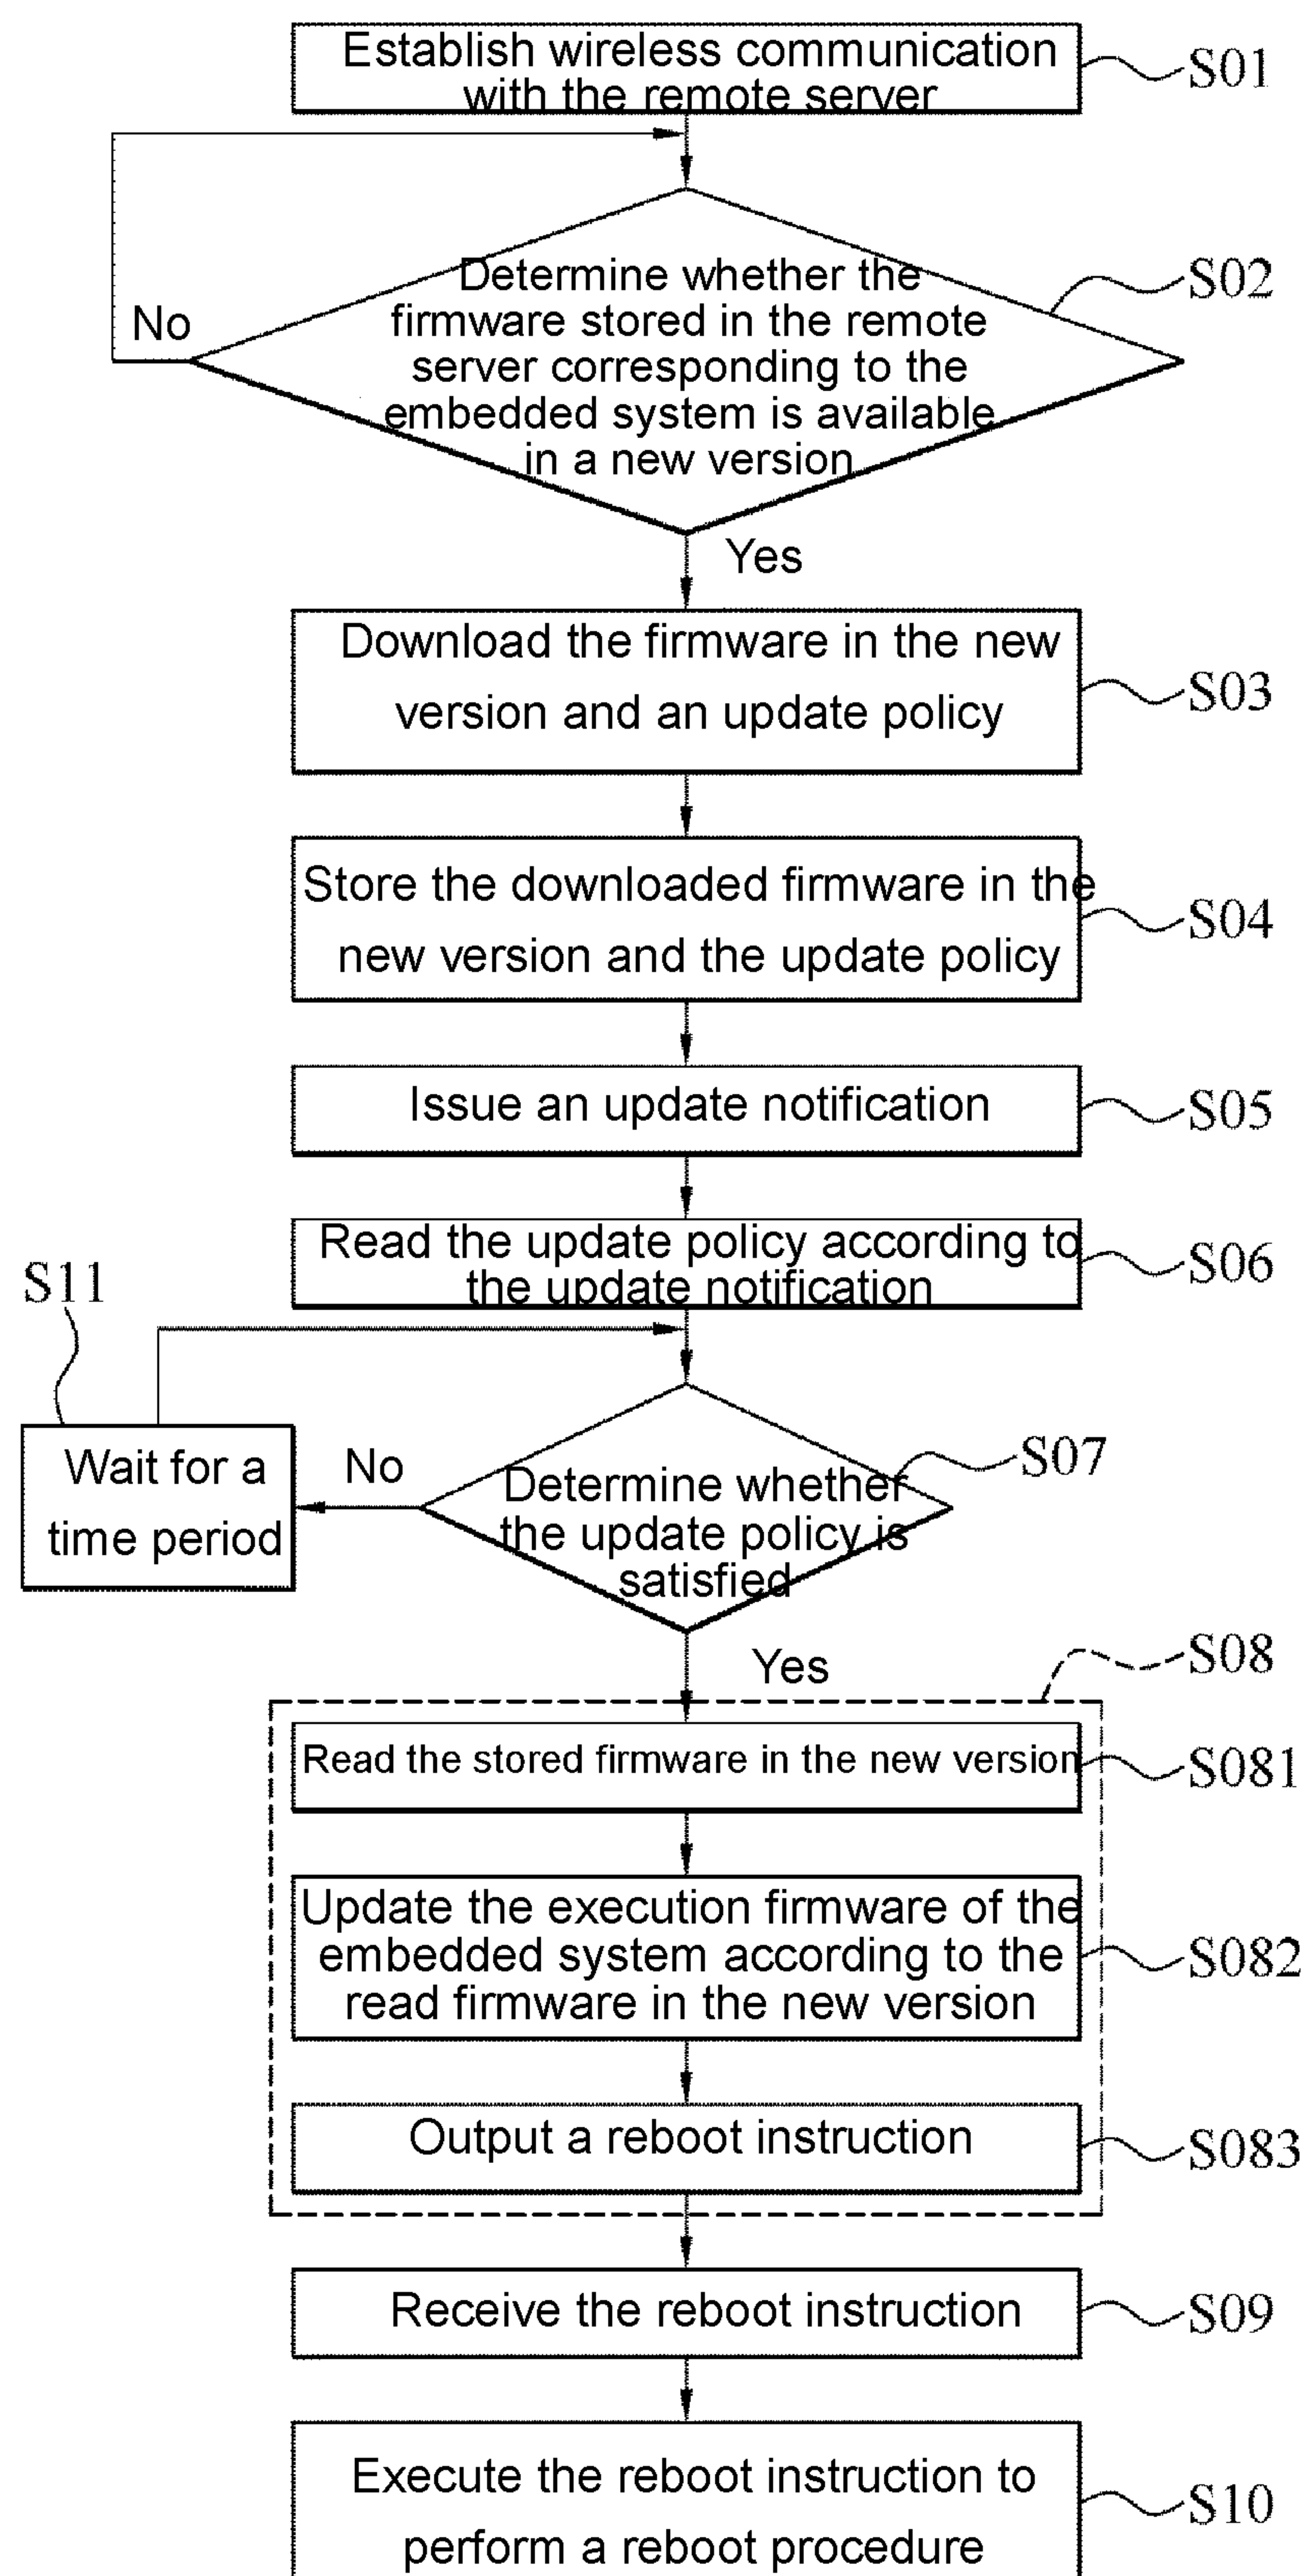 Establish wireless communication
with the remote server
S01
Determine whether the
firmware stored in the remote
server corresponding to the
embedded system is available
in a new version
S02
No
Yes
Download the firmware in the new
version and an update policy
S03
Store the downloaded firmware in the
new version and the update policy
S04
Issue an update notification
S05
Read the update policy according to
the update notification
S06
S11
Wait for a
time period
No
Determine whether
the update policy is
satisfied
S07
Yes
S08
Read the stored firmware in the new version
S081
Update the execution firmware of the
embedded system according to the
read firmware in the new version
S082
Output a reboot instruction
S083
Receive the reboot instruction
S09
Execute the reboot instruction to
perform a reboot procedure
S10